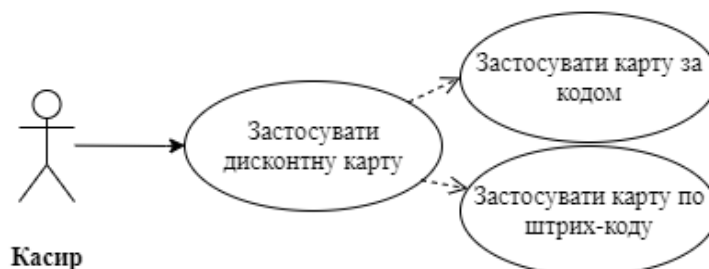 Застосувати карту за
кодом
Застосувати
дисконтну карту
Застосувати карту по
штрих-коду
Касир